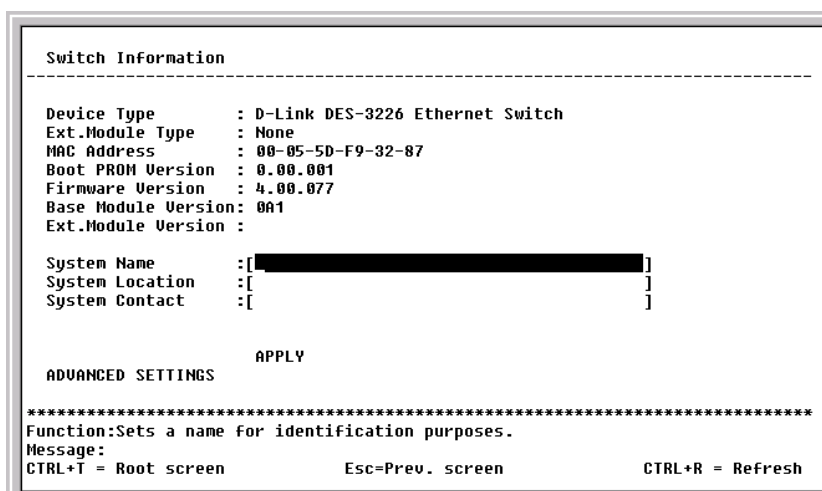 Switch Information
--------------------------------------------------------------------------------
Device Type : D-Link DES-3226 Ethernet Switch
Ext.Module Type : None
MAC Address : 00-05-5D-F9-32-87
Boot PROM Version : 0.00.001
Firmware Version : 4.00.077
Base Module Version: 0A1
Ext.Module Version :
System Name :[ ]
System Location :[ ]
System Contact :[ ]
APPLY
ADVANCED SETTINGS
********************************************************************************
Function:Sets a name for identification purposes.
Message:
CTRL+T = Root screen Esc=Prev. screen CTRL+R = Refresh